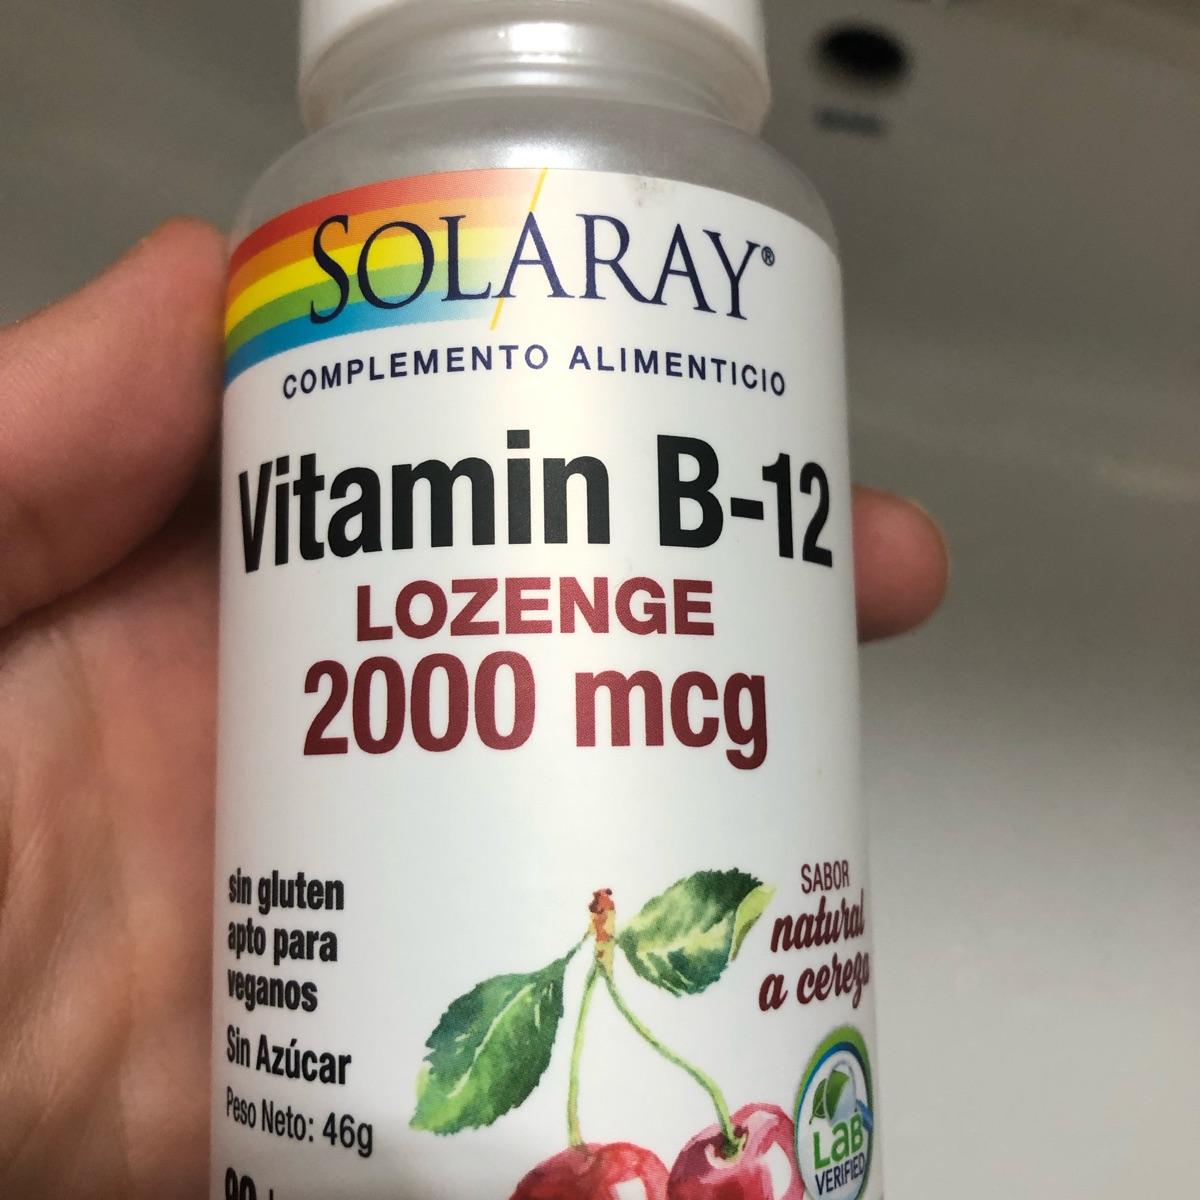 SOLARAY®
COMPLEMENTO ALIMENTICIO
Vitamin B-12
LOZENGE
2000 mcg
sin gluten
apto para
veganos
Sin Azúcar
Peso Neto: 46g
SABOR
natural
a cereza
LaB
VERIFIED